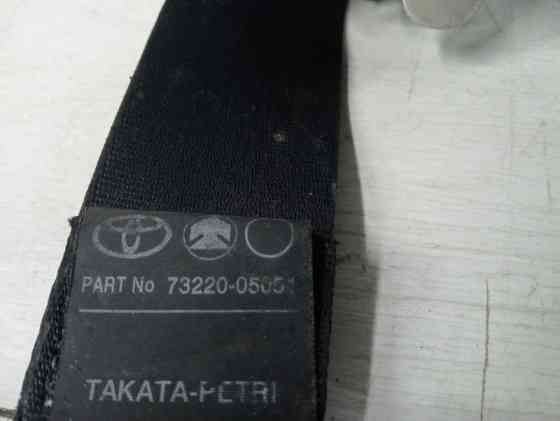 PART No 73220-05051
TAKATA-PETRI